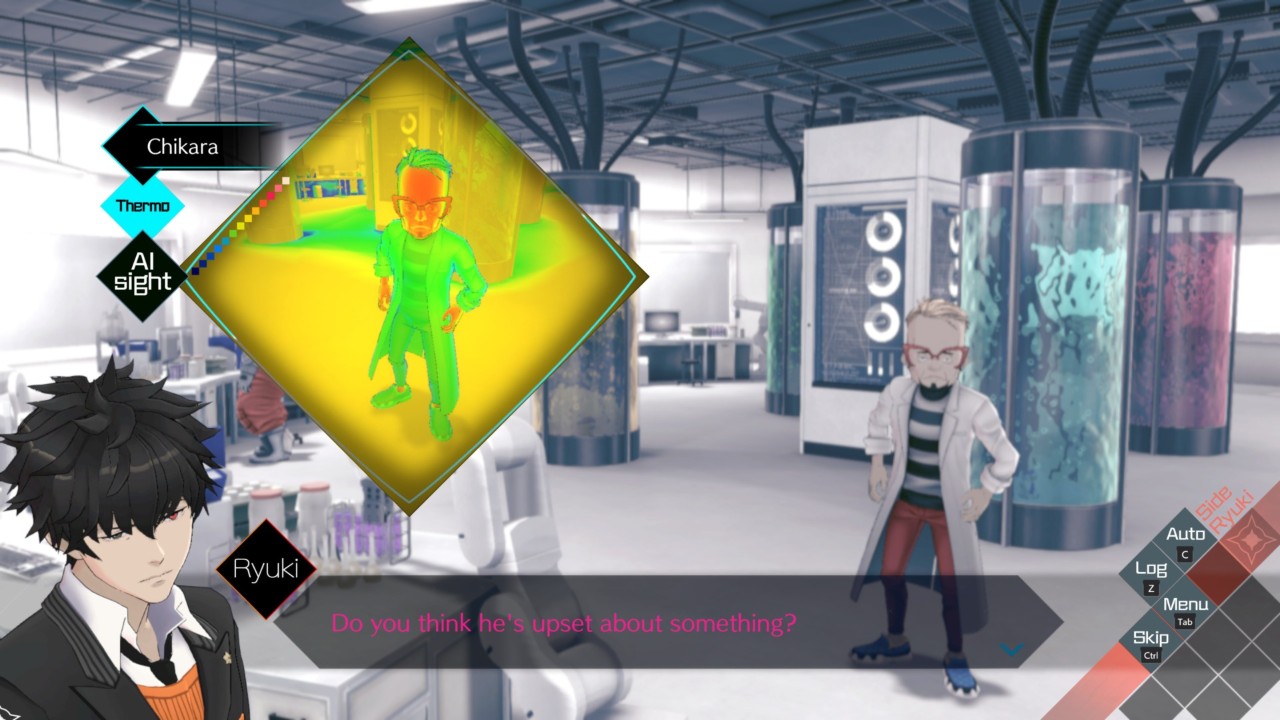 Chikara
Thermo
AI
sight
Ryuki
Do you think he's upset about something?
Side
Ryuki
Auto
C
Log
Z
Menu
Tab
Skip
Ctrl